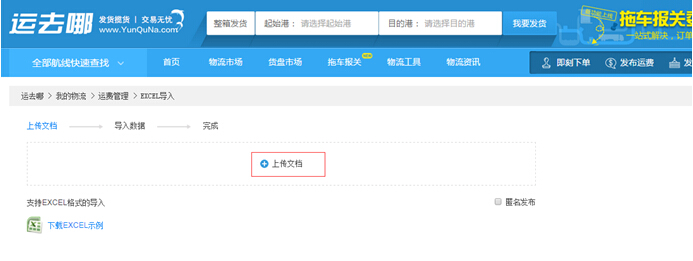 运去哪 发货揽货 | 交易无忧
www.YunQuNa.com
整箱发货 起始港： 请选择起始港 目的港： 请选择目的港 我要发货
拖车报关
一站式解决，订单
全部航线快速查找 首页 物流市场 货盘市场 拖车报关 NEW 物流工具 物流资讯 即刻下单 发布运费
运去哪 > 我的物流 > 运费管理 > EXCEL导入
上传文档 导入数据 完成
上传文档
支持EXCEL格式的导入 匿名发布
下载EXCEL示例